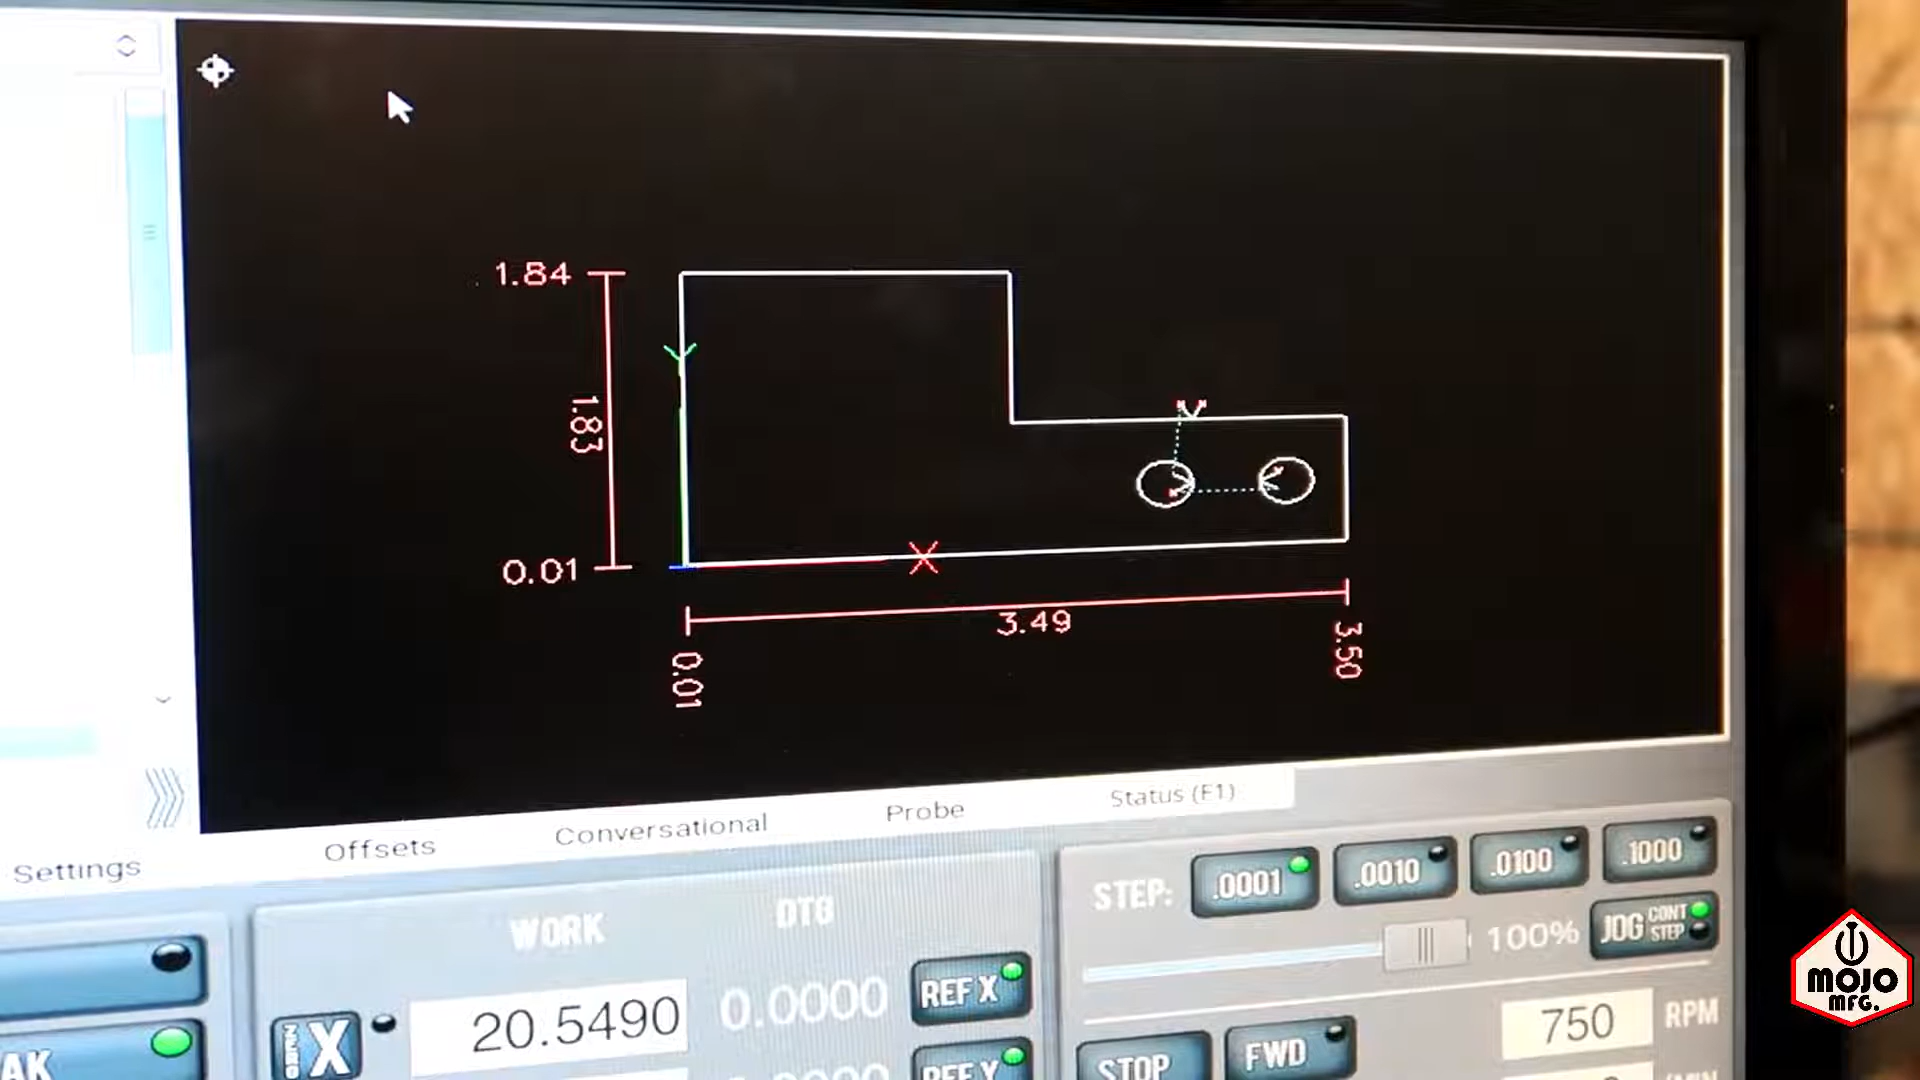 1.84
1.83
0.01
3.49
0.01
3.50
Settings
Offsets
Conversational
Probe
Status (F1)
STEP:
.0001
.0010
.0100
.1000
WORK
DTG
100%
JOG CONT STEP
ZERO X
20.5490
0.0000
REF X
750
RPM
STOP
FWD
REF Y
MOJO
MFG.